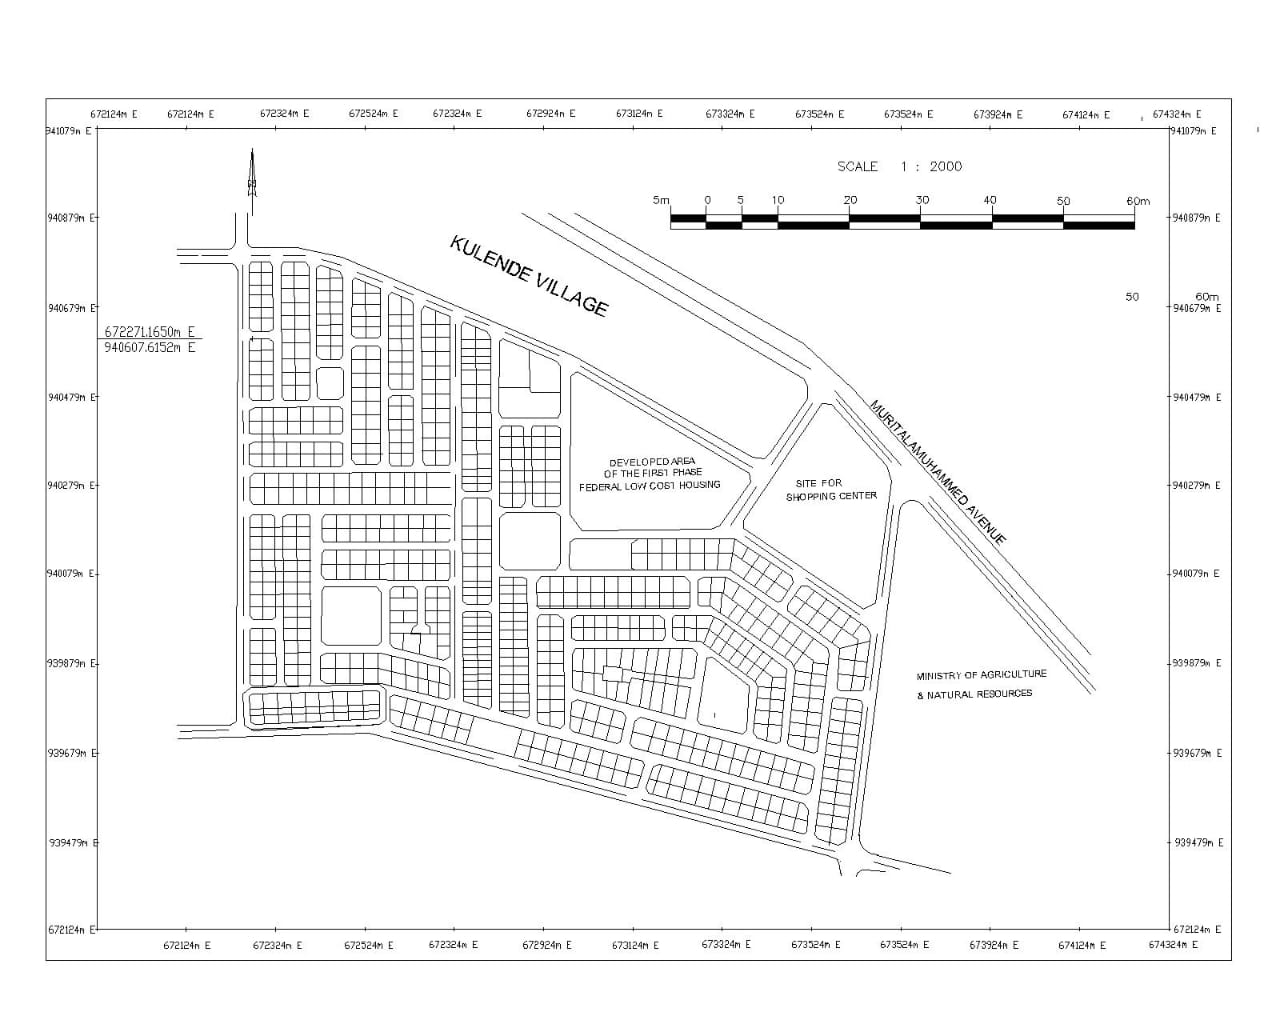 672124m E 672124m E 672324m E 672524m E 672324m E 672924m E 673124m E 673324m E 673524m E 673524m E 673924m E 674124m E 674324m E
941079m E 941079m E
SCALE 1 : 2000
5m 0 5 10 20 30 40 50 60m
940879m E 940879m E
KULENDE VILLAGE
50 60m
940679m E 940679m E
672271.1650m E
940607.6152m E
940479m E 940479m E
MURITALAMUHAMMED AVENUE
DEVELOPED AREA
OF THE FIRST PHASE
FEDERAL LOW COST HOUSING
SITE FOR
SHOPPING CENTER
940279m E 940279m E
940079m E 940079m E
939879m E 939879m E
MINISTRY OF AGRICULTURE
& NATURAL RESOURCES
939679m E 939679m E
939479m E 939479m E
672124m E 672124m E
672124m E 672324m E 672524m E 672324m E 672924m E 673124m E 673324m E 673524m E 673524m E 673924m E 674124m E 674324m E